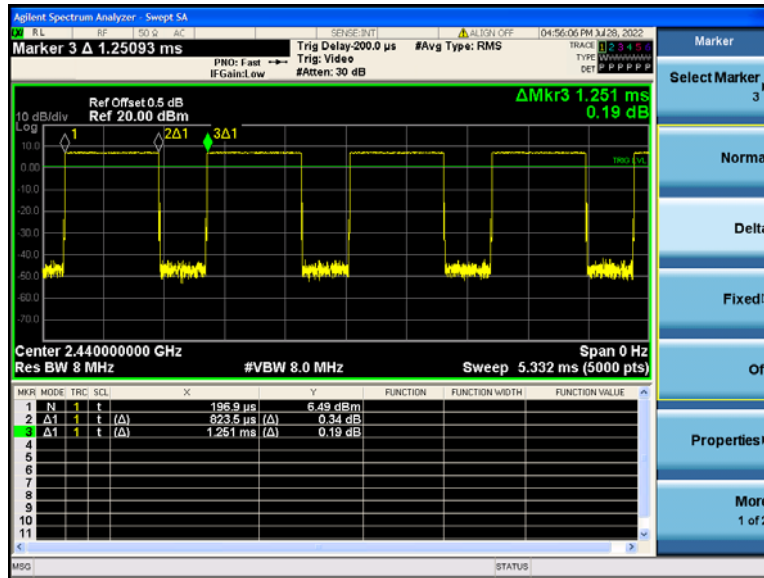 Agilent Spectrum Analyzer - Swept SA
RL RF 50 Ω AC SENSE:INT ALIGN OFF 04:56:06 PM Jul 28, 2022
Marker 3 Δ 1.25093 ms
PNO: Fast
IFGain:Low
Trig Delay-200.0 µs
Trig: Video
#Atten: 30 dB
#Avg Type: RMS
TRACE 1 2 3 4 5 6
TYPE W
DET P P P P P P
Ref Offset 0.5 dB
Ref 20.00 dBm
10 dB/div
Log
ΔMkr3 1.251 ms
0.19 dB
1
2Δ1
3Δ1
TRIG LVL
10.0
0.00
-10.0
-20.0
-30.0
-40.0
-50.0
-60.0
-70.0
Center 2.440000000 GHz
Span 0 Hz
Res BW 8 MHz
#VBW 8.0 MHz
Sweep 5.332 ms (5000 pts)
MKR MODE TRC SCL X Y FUNCTION FUNCTION WIDTH FUNCTION VALUE
1 N 1 t 196.9 µs 6.49 dBm
2 Δ1 1 t (Δ) 823.5 µs (Δ) 0.34 dB
3 Δ1 1 t (Δ) 1.251 ms (Δ) 0.19 dB
4
5
6
7
8
9
10
11
MSG
STATUS
Marker
Select Marker
3
Norma
Delta
Fixed
Of
Properties
More
1 of 2